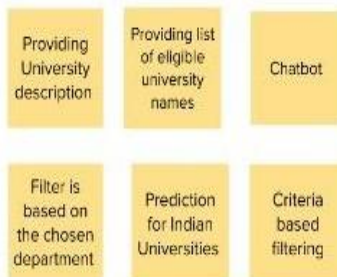 Providing
University
description
Providing list
of eligible
university
names
Chatbot
Filter is
based on
the chosen
department
Prediction
for Indian
Universities
Criteria
based
filtering